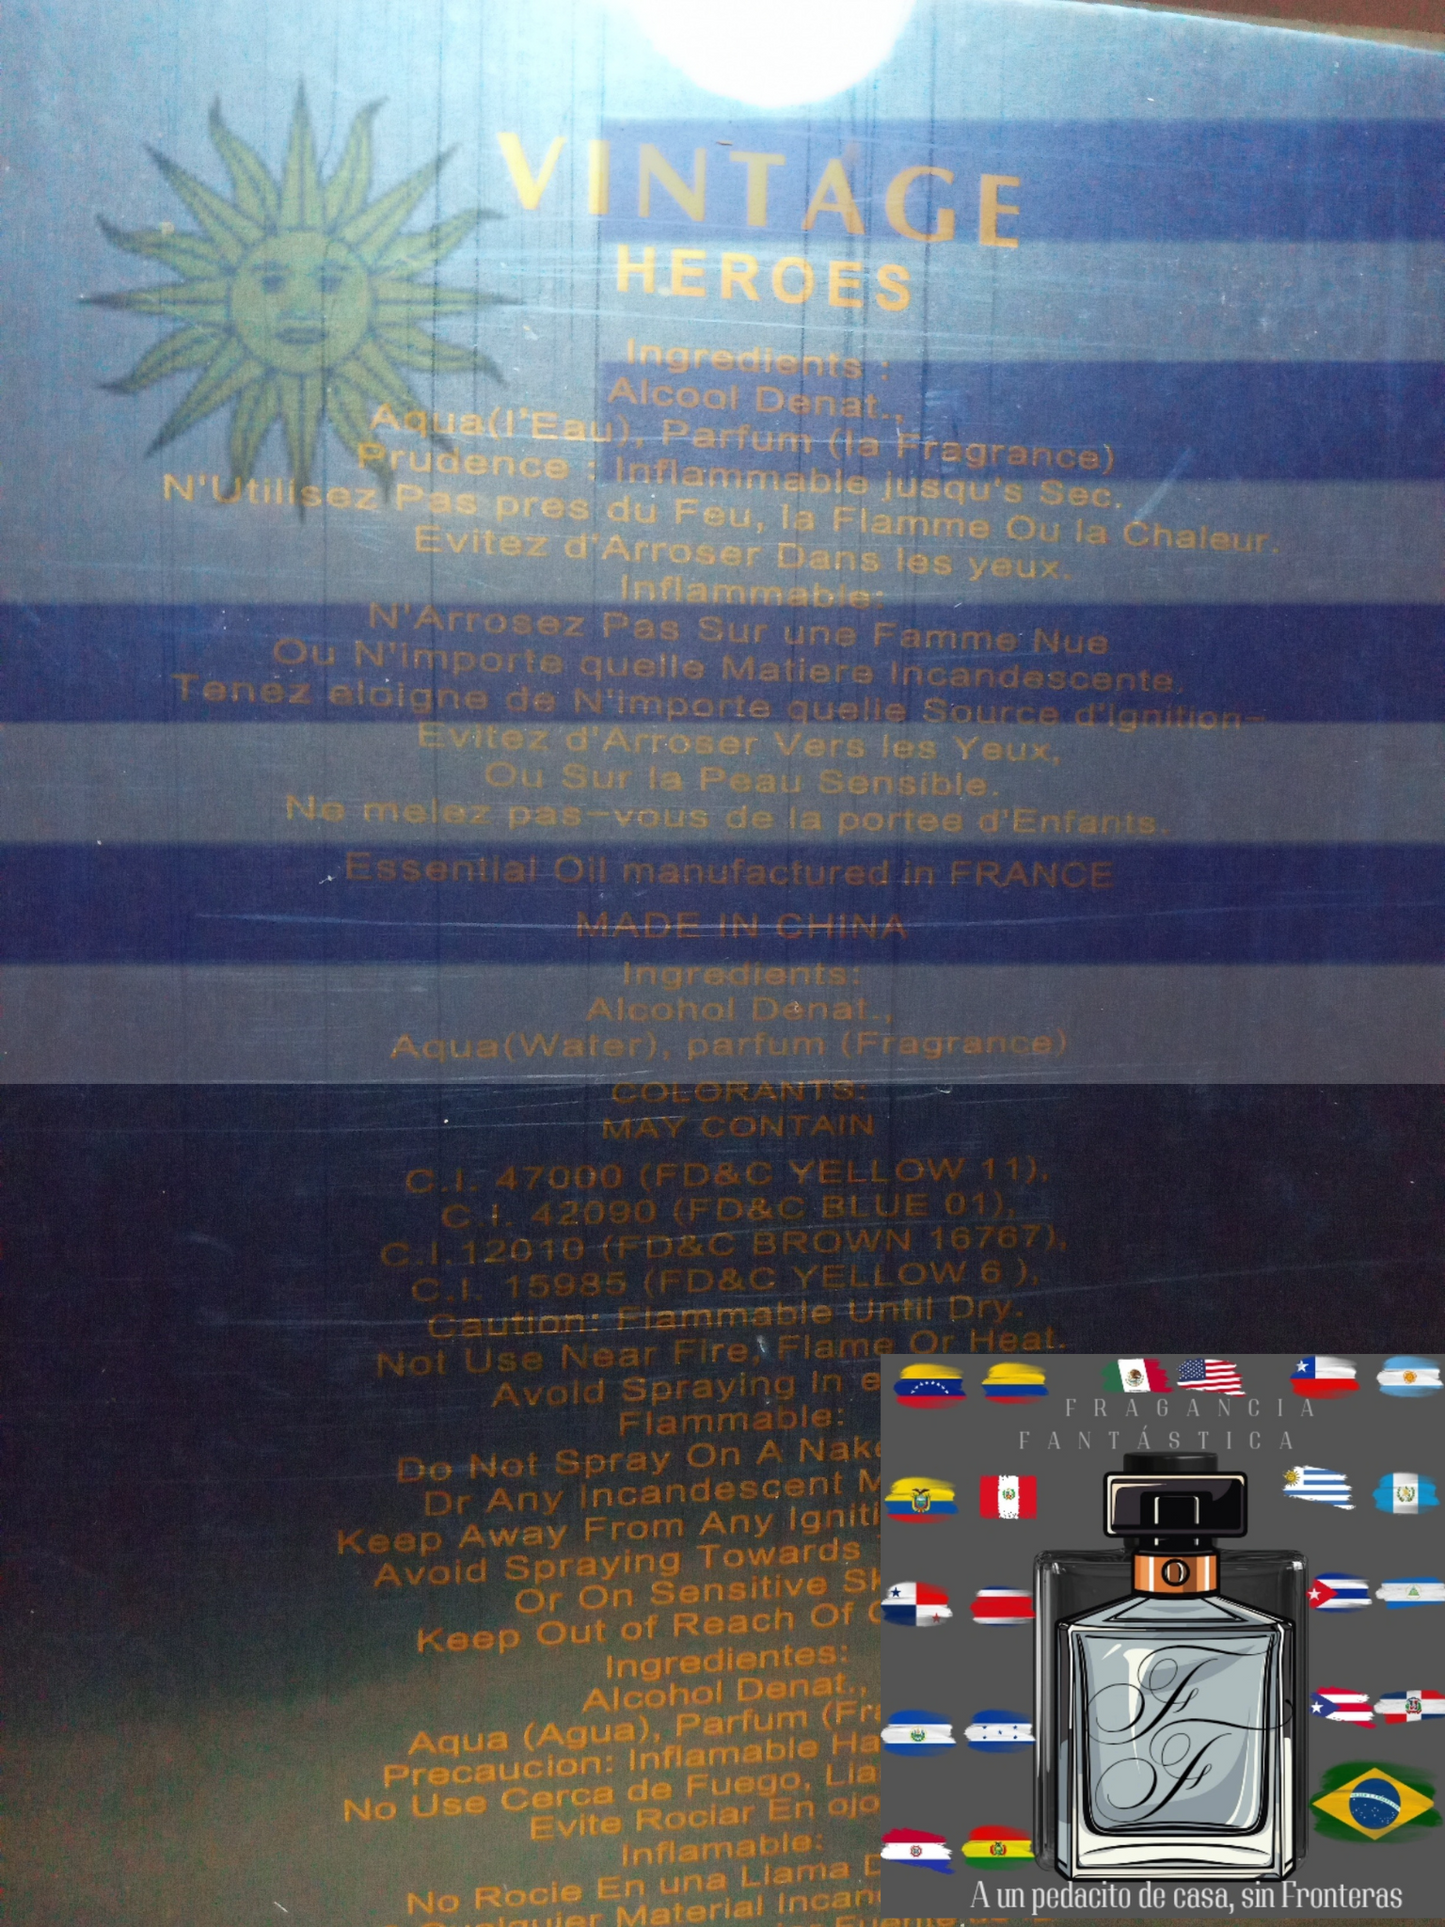 VINTAGE
HEROES
Ingredients :
Alcool Denat.,
Aqua(l'Eau), Parfum (la Fragrance)
Prudence : Inflammable jusqu's Sec.
N'Utilisez Pas pres du Feu, la Flamme Ou la Chaleur.
Evitez d'Arroser Dans les yeux.
Inflammable:
N'Arrosez Pas Sur une Famme Nue
Ou N'importe quelle Matiere Incandescente,
Tenez eloigne de N'importe quelle Source d'Ignition-
Evitez d'Arroser Vers les Yeux,
Ou Sur la Peau Sensible.
Ne melez pas-vous de la portee d'Enfants.
Essential Oil manufactured in FRANCE
MADE IN CHINA
Ingredients:
Alcohol Denat.,
Aqua(Water), parfum (Fragrance)
COLORANTS:
MAY CONTAIN
C.I. 47000 (FD&C YELLOW 11),
C.I. 42090 (FD&C BLUE 01),
C.I.12010 (FD&C BROWN 16767),
C.I. 15985 (FD&C YELLOW 6 ),
Caution: Flammable Until Dry.
Not Use Near Fire, Flame Or Heat.
Avoid Spraying In
Flammable:
Do Not Spray On A
Dr Any Incandescent
Keep Away From Any
Avoid Spraying Towards
Or On Sensitive
Keep Out of Reach Of
Ingredientes:
Alcohol Denat.,
Aqua (Agua), Parfum
Precaucion: Inflamable
No Use Cerca de Fuego,
Evite Rociar En
Inflamable:
No Rocie En una Llama
Material
FRAGANCIA
FANTÁSTICA
FF
A un pedacito de casa, sin Fronteras